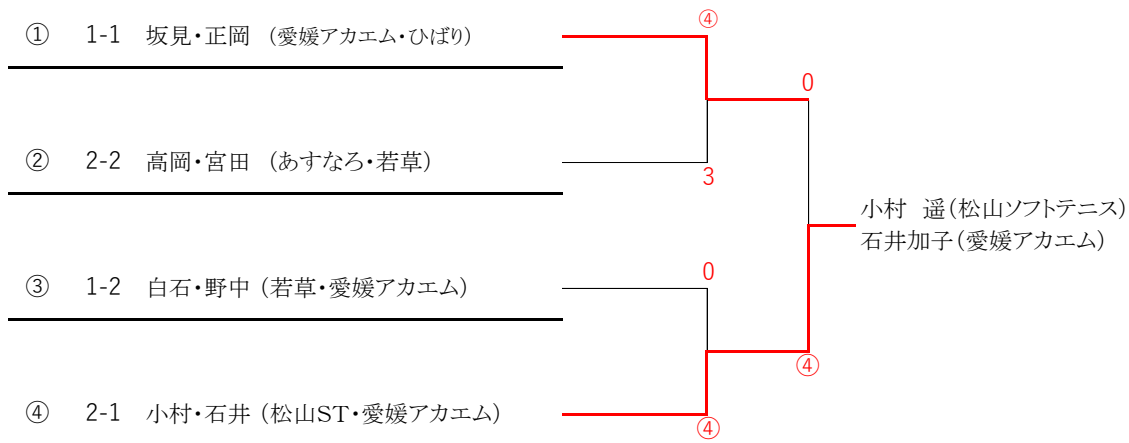 ④
① 1-1 坂見・正岡 (愛媛アカエム・ひばり)
0
② 2-2 高岡・宮田 (あすなろ・若草)
3
小村 遥(松山ソフトテニス)
石井加子(愛媛アカエム)
0
③ 1-2 白石・野中 (若草・愛媛アカエム)
④
④ 2-1 小村・石井 (松山ST・愛媛アカエム)
④